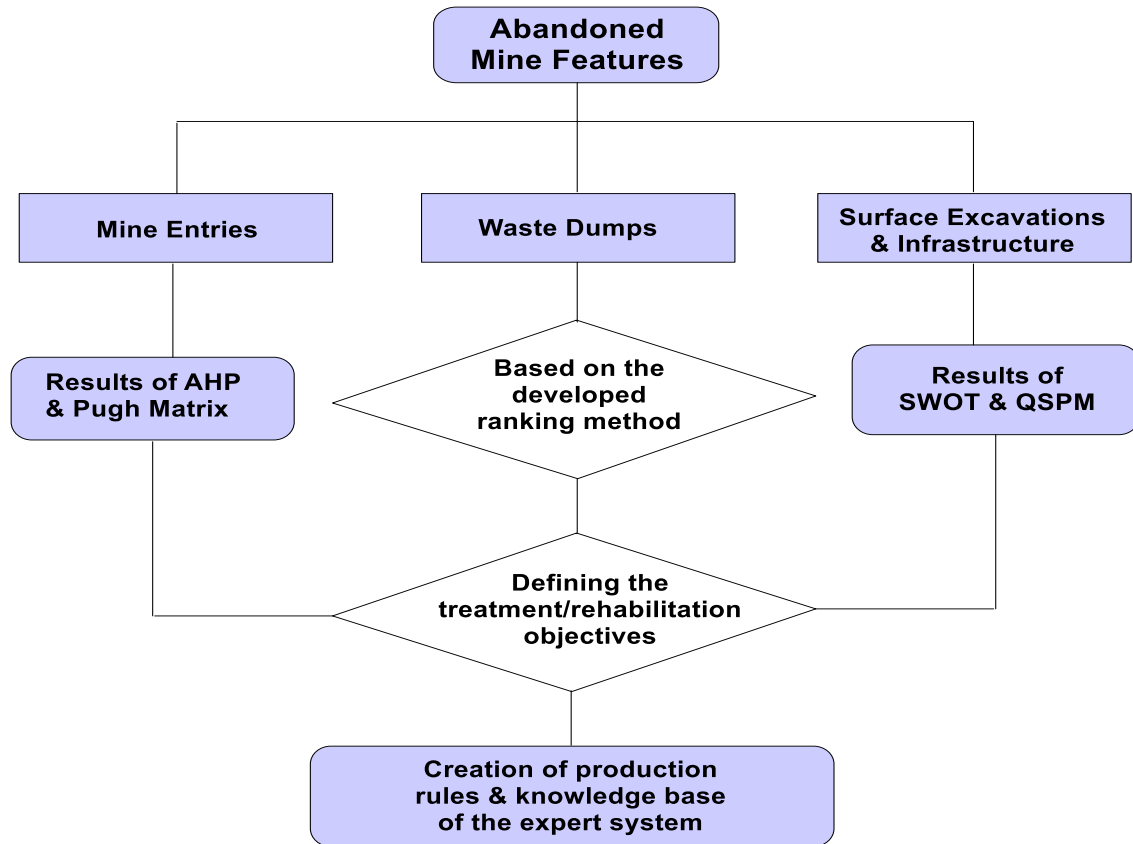 Abandoned
Mine Features
Mine Entries
Waste Dumps
Surface Excavations
& Infrastructure
Results of AHP
& Pugh Matrix
Based on the
developed
ranking method
Results of
SWOT & QSPM
Defining the
treatment/rehabilitation
objectives
Creation of production
rules & knowledge base
of the expert system